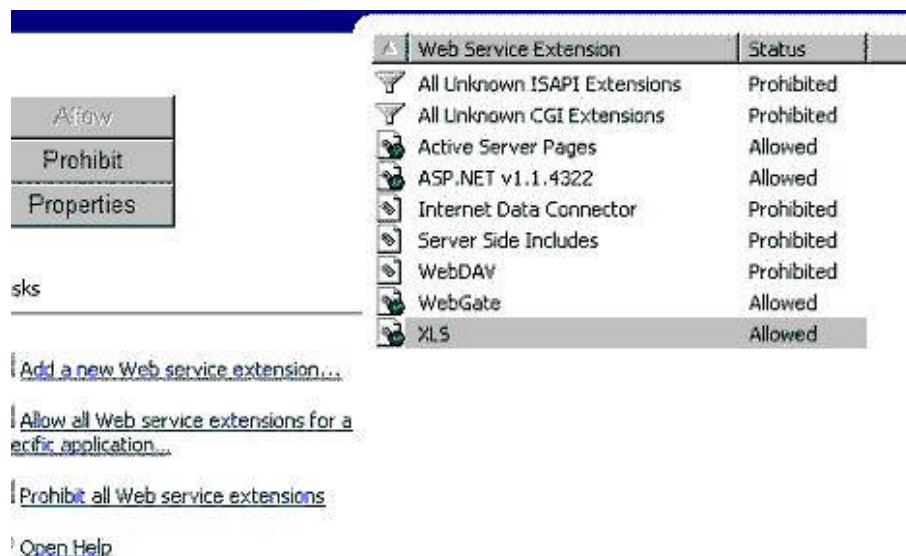 Web Service Extension Status
All Unknown ISAPI Extensions Prohibited
All Unknown CGI Extensions Prohibited
Active Server Pages Allowed
ASP.NET v1.1.4322 Allowed
Internet Data Connector Prohibited
Server Side Includes Prohibited
WebDAV Prohibited
WebGate Allowed
XLS Allowed
Allow
Prohibit
Properties
sks
Add a new Web service extension...
Allow all Web service extensions for a
ecific application...
Prohibit all Web service extensions
Open Help